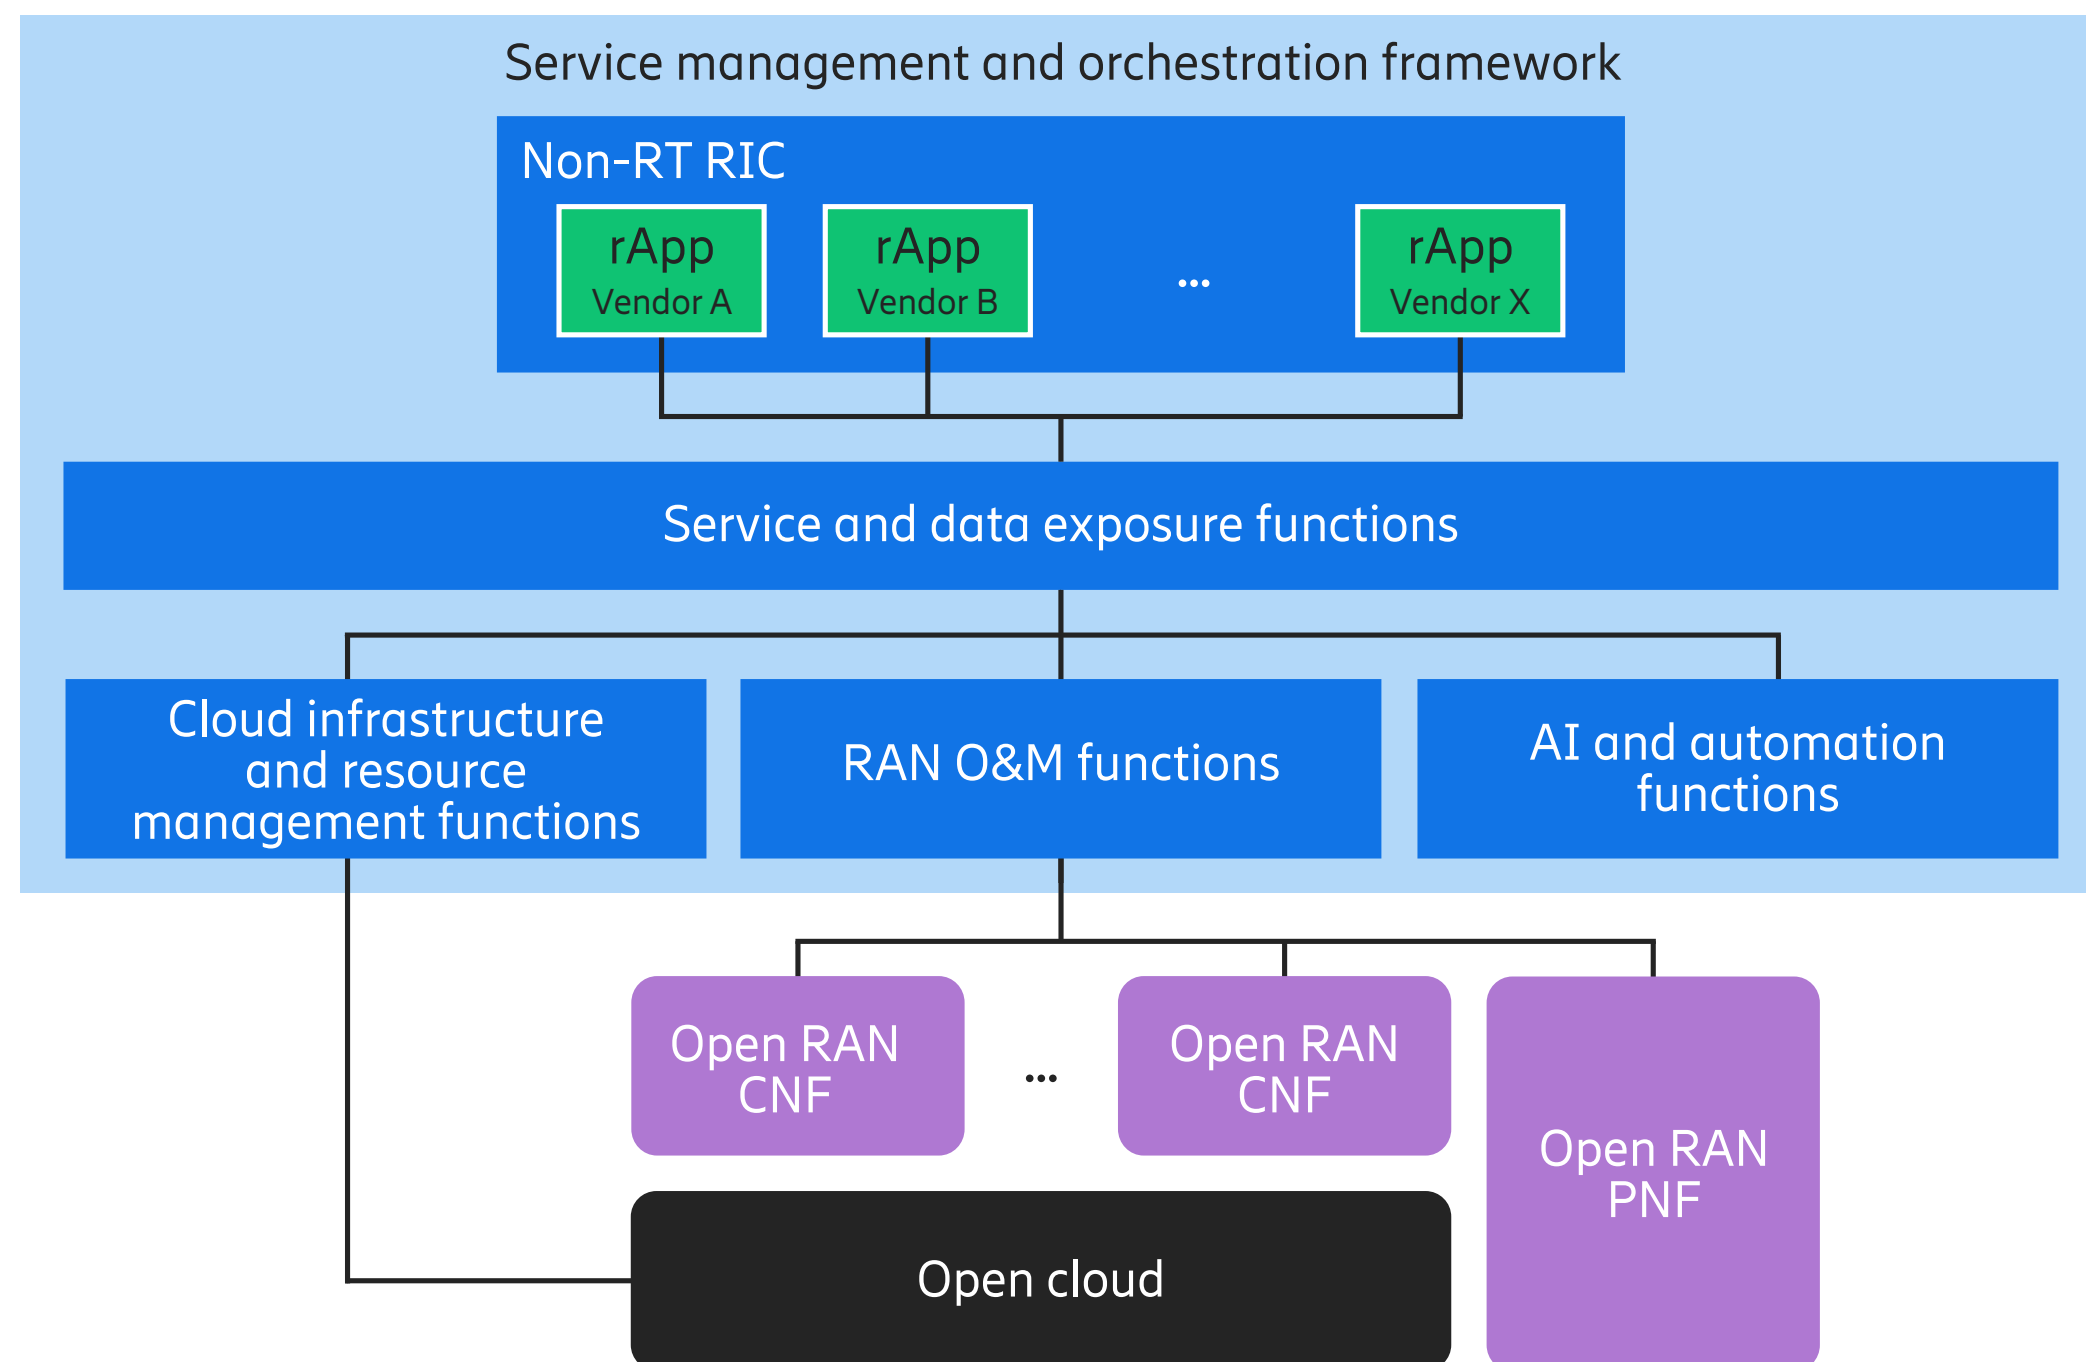 Service management and orchestration framework
Non-RT RIC
rApp
Vendor A
rApp
Vendor B
...
rApp
Vendor X
Service and data exposure functions
Cloud infrastructure
and resource
management functions
RAN O&M functions
AI and automation
functions
Open RAN
CNF
...
Open RAN
CNF
Open RAN
PNF
Open cloud